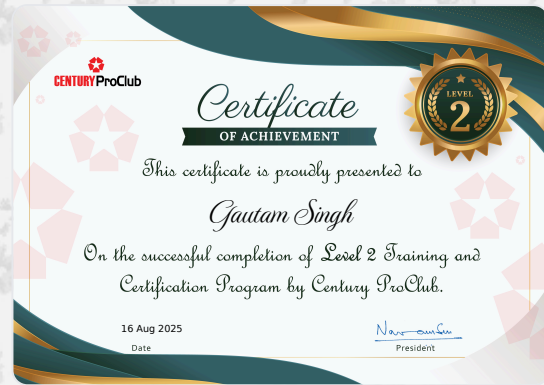 CENTURY ProClub
Certificate
OF ACHIEVEMENT
LEVEL
2
This certificate is proudly presented to
Gautam Singh
On the successful completion of Level 2 Training and
Certification Program by Century ProClub.
16 Aug 2025
Date
President